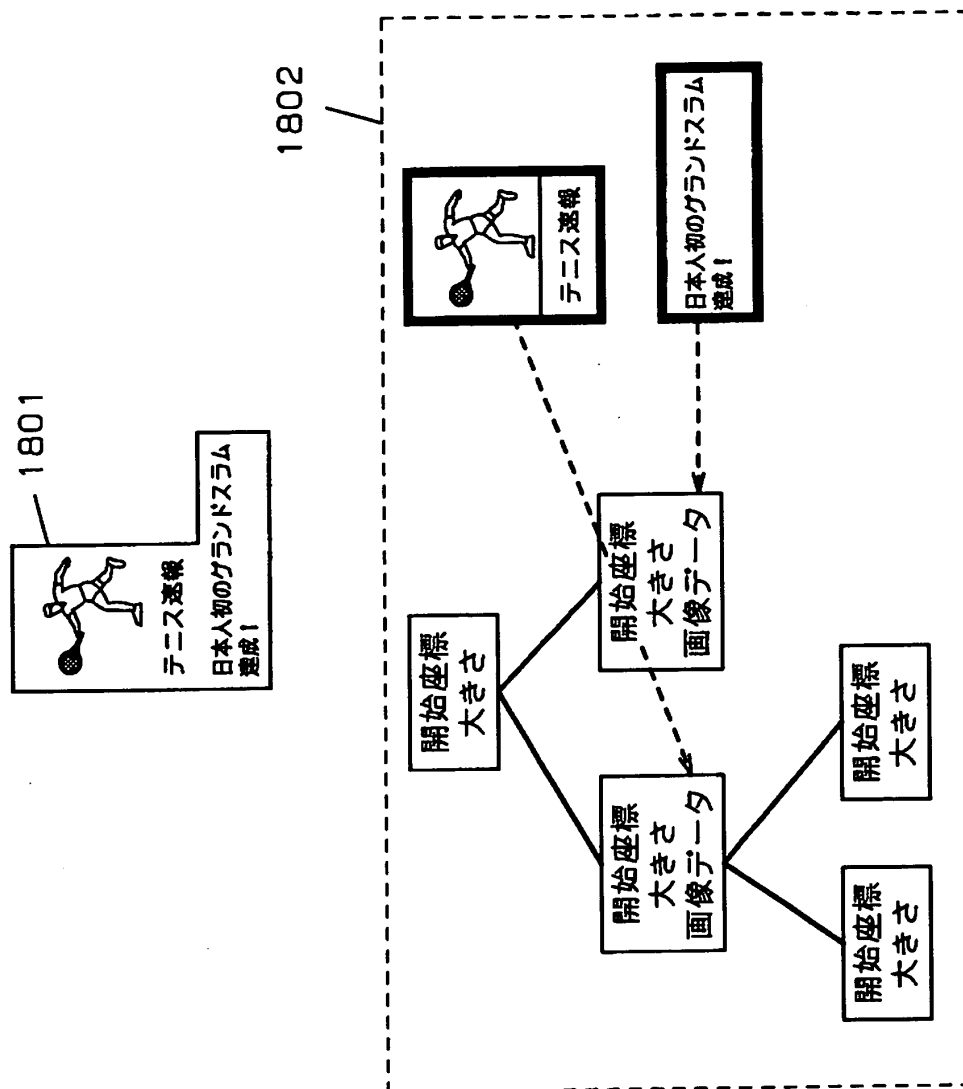 1801
テニス速報
日本人初のグランドスラム
達成！
1802
開始座標
大きさ
開始座標
大きさ
画像データ
開始座標
大きさ
画像データ
開始座標
大きさ
開始座標
大きさ
テニス速報
日本人初のグランドスラム
達成！